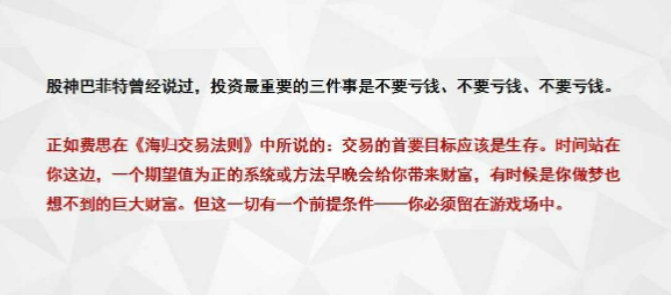 股神巴菲特曾经说过，投资最重要的三件事是不要亏钱、不要亏钱、不要亏钱。
正如费思在《海归交易法则》中所说的：交易的首要目标应该是生存。时间站在
你这边，一个期望值为正的系统或方法早晚会给你带来财富，有时候是你做梦也
想不到的巨大财富。但这一切有一个前提条件——你必须留在游戏场中。